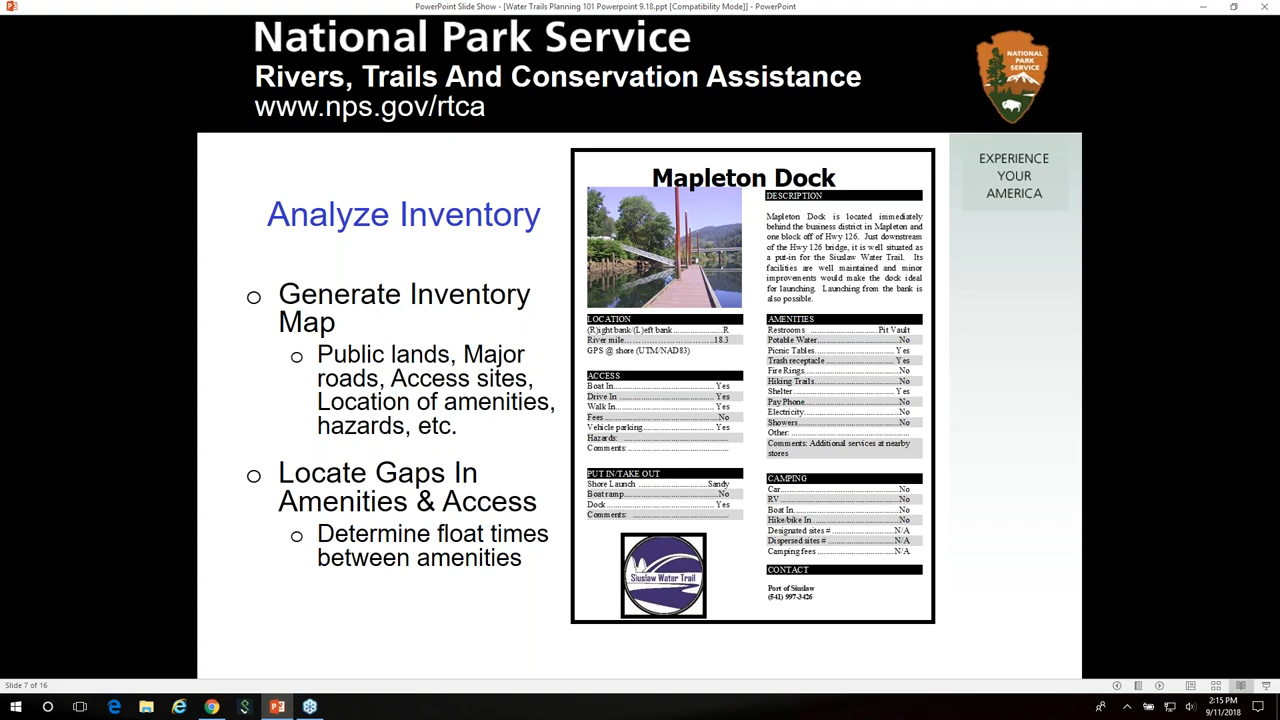 PowerPoint Slide Show - [Water Trails Planning 101 Powerpoint 9.18.ppt [Compatibility Mode]] - PowerPoint
National Park Service
Rivers, Trails And Conservation Assistance
www.nps.gov/rtca
NATIONAL
PARK
SERVICE
EXPERIENCE
YOUR
AMERICA
Analyze Inventory
Generate Inventory
Map
Public lands, Major
roads, Access sites,
Location of amenities,
hazards, etc.
Locate Gaps In
Amenities & Access
Determine float times
between amenities
Mapleton Dock
LOCATION
(R)ight bank/(L)eft bank.....................R
River mile............................18.3
GPS @ shore (UTM/NAD83)
ACCESS
Boat In.......................................... Yes
Drive In ........................................ Yes
Walk In......................................... Yes
Fees ............................................. No
Vehicle parking............................. Yes
Hazards: ......................................
Comments: ...................................
PUT IN/TAKE OUT
Shore Launch .......................... Sandy
Boat ramp...................................... No
Dock............................................. Yes
Comments: ...................................
Siuslaw Water Trail
DESCRIPTION
Mapleton Dock is located immediately
behind the business district in Mapleton and
one block off of Hwy 126. Just downstream
of the Hwy 126 bridge, it is well situated as
a put-in for the Siuslaw Water Trail. Its
facilities are well maintained and minor
improvements would make the dock ideal
for launching. Launching from the bank is
also possible.
AMENITIES
Restrooms .........................Pit Vault
Potable Water................................No
Picnic Tables............................... Yes
Trash receptacle .......................... Yes
Fire Rings......................................No
Hiking Trails..................................No
Shelter ........................................ Yes
Pay Phone......................................No
Electricity......................................No
Showers.........................................No
Other: ..........................................
Comments: Additional services at nearby
stores
CAMPING
Car................................................No
RV ................................................No
Boat In...........................................No
Hike/bike In ..................................No
Designated sites # ......................N/A
Dispersed sites # ........................N/A
Camping fees .............................N/A
CONTACT
Port of Siuslaw
(541) 997-3426
Slide 7 of 16
2:15 PM
9/11/2018